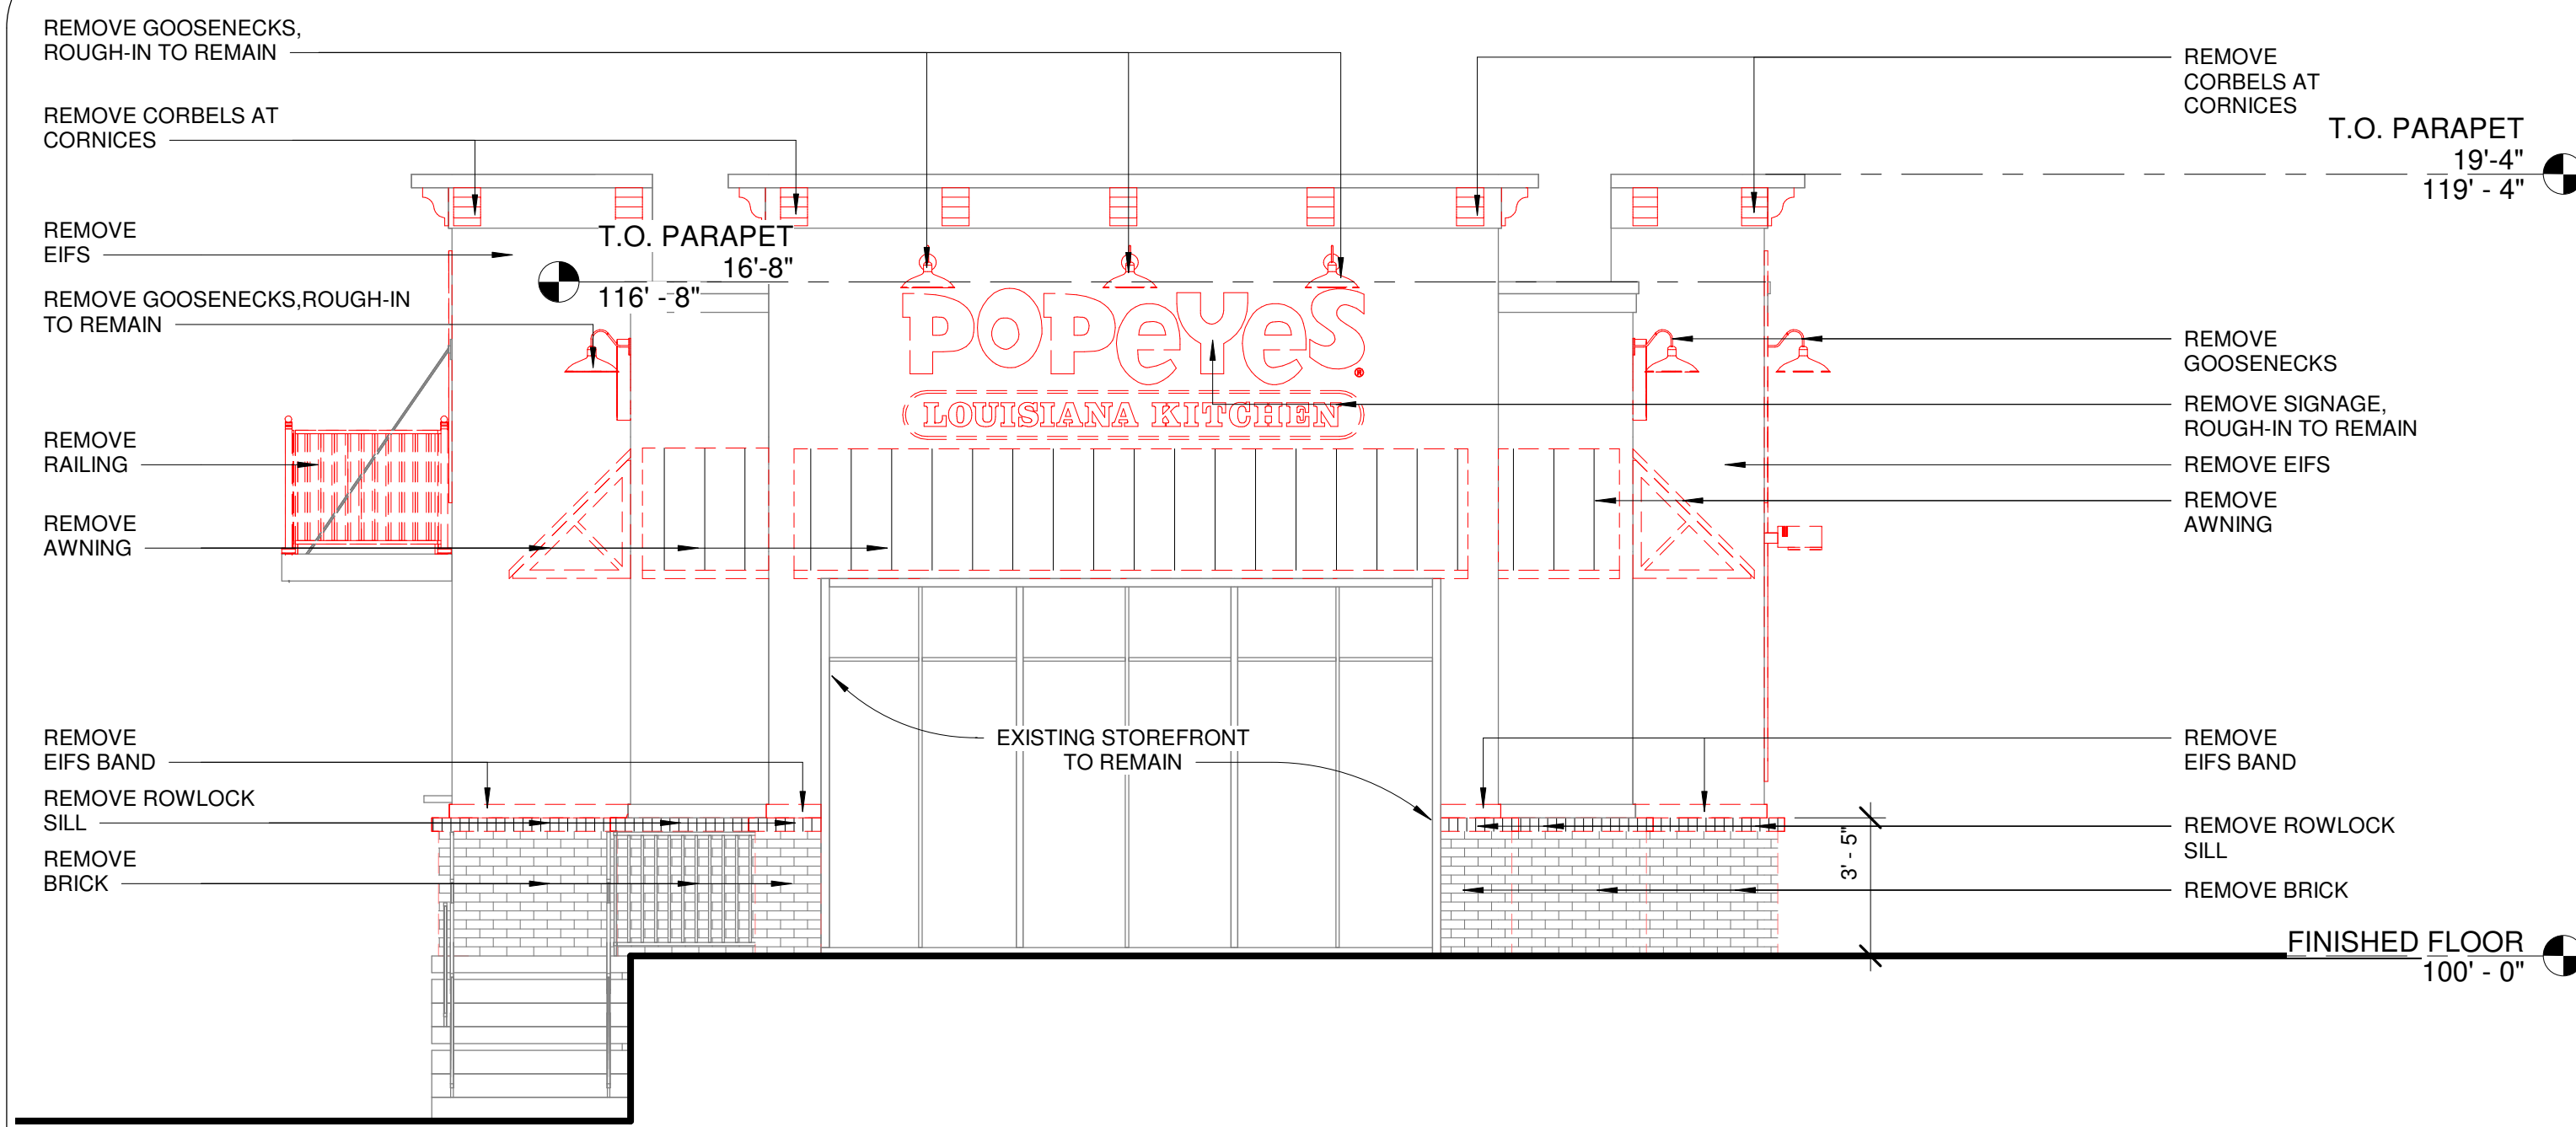 REMOVE GOOSENECKS,
ROUGH-IN TO REMAIN
REMOVE CORBELS AT
CORNICES
REMOVE
EIFS
REMOVE GOOSENECKS,ROUGH-IN
TO REMAIN
REMOVE
RAILING
REMOVE
AWNING
REMOVE
EIFS BAND
REMOVE ROWLOCK
SILL
REMOVE
BRICK
T.O. PARAPET
16'-8"
116' - 8"
POPEYES
®
LOUISIANA KITCHEN
EXISTING STOREFRONT
TO REMAIN
REMOVE
CORBELS AT
CORNICES
T.O. PARAPET
19'-4"
119' - 4"
REMOVE
GOOSENECKS
REMOVE SIGNAGE,
ROUGH-IN TO REMAIN
REMOVE EIFS
REMOVE
AWNING
REMOVE
EIFS BAND
REMOVE ROWLOCK
SILL
3' - 5"
REMOVE BRICK
FINISHED FLOOR
100' - 0"